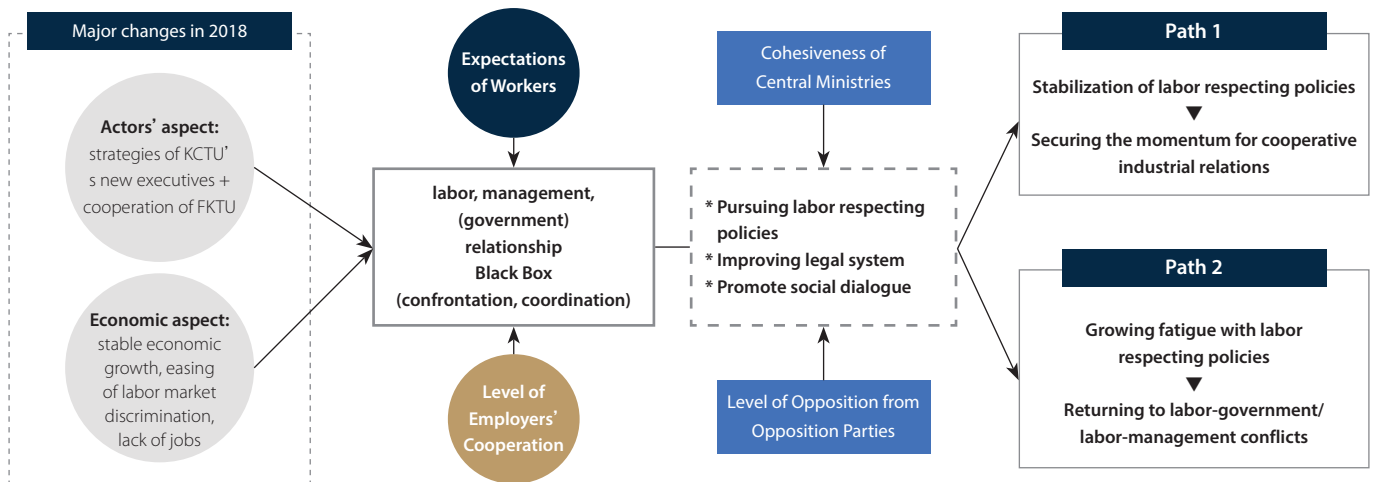 Major changes in 2018
Actors' aspect:
strategies of KCTU'
s new executives +
cooperation of FKTU
Economic aspect:
stable economic
growth, easing
of labor market
discrimination,
lack of jobs
Expectations
of Workers
labor, management,
(government)
relationship
Black Box
(confrontation, coordination)
Level of
Employers'
Cooperation
Cohesiveness of
Central Ministries
* Pursuing labor respecting
policies
* Improving legal system
* Promote social dialogue
Level of Opposition from
Opposition Parties
Path 1
Stabilization of labor respecting policies
▼
Securing the momentum for cooperative
industrial relations
Path 2
Growing fatigue with labor
respecting policies
▼
Returning to labor-government/
labor-management conflicts